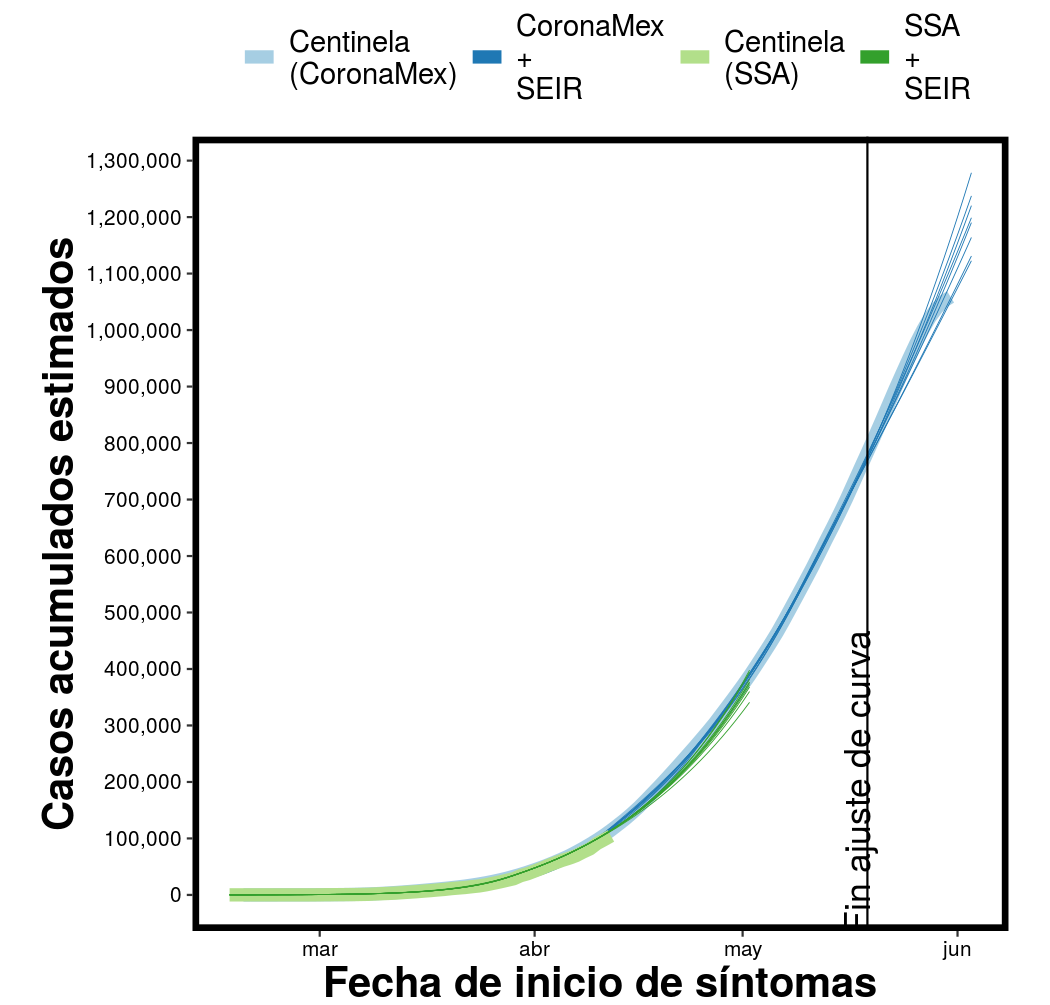 Centinela
(CoronaMex)
CoronaMex
+
SEIR
Centinela
(SSA)
SSA
+
SEIR
Casos acumulados estimados
1,300,000
1,200,000
1,100,000
1,000,000
900,000
800,000
700,000
600,000
500,000
400,000
300,000
200,000
100,000
0
Fin ajuste de curva
mar
abr
may
jun
Fecha de inicio de síntomas